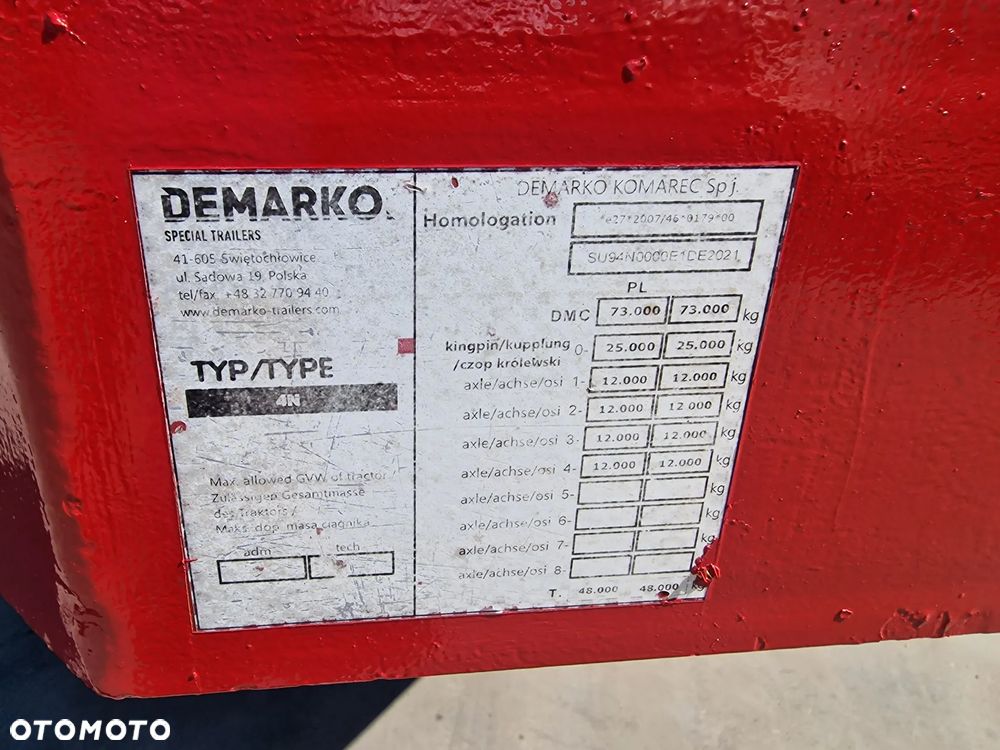 DEMARKO.
SPECIAL TRAILERS
41-605 Świętochłowice
ul. Sądowa 19 Polska
tel/fax. +48 32 770 94 40
www.demarko-trailers.com
TYP/TYPE
4N
Max. allowed GVW of tractor
Zulässigen Gesamtmasse
des Traktors /
Maks. dop. masa ciągnika
adm tech
DEMARKO KOMAREC Sp j.
Homologation *e27*2007/46*0179*00
SU94N0000E1DE2021
PL
DMC 73.000 73.000 kg
kingpin/kupplung
/czop królewski 0- 25.000 25.000 kg
axle/achse/osi 1- 12.000 12.000 kg
axle/achse/osi 2- 12.000 12 000 kg
axle/achse/osi 3- 12.000 12.000 kg
axle/achse/osi 4- 12.000 12.000 kg
axle/achse/osi 5- kg
axle/achse/osi 6- kg
axle/achse/osi 7- kg
axle/achse/osi 8-
T. 48.000 48.000 kg
OTOMOTO